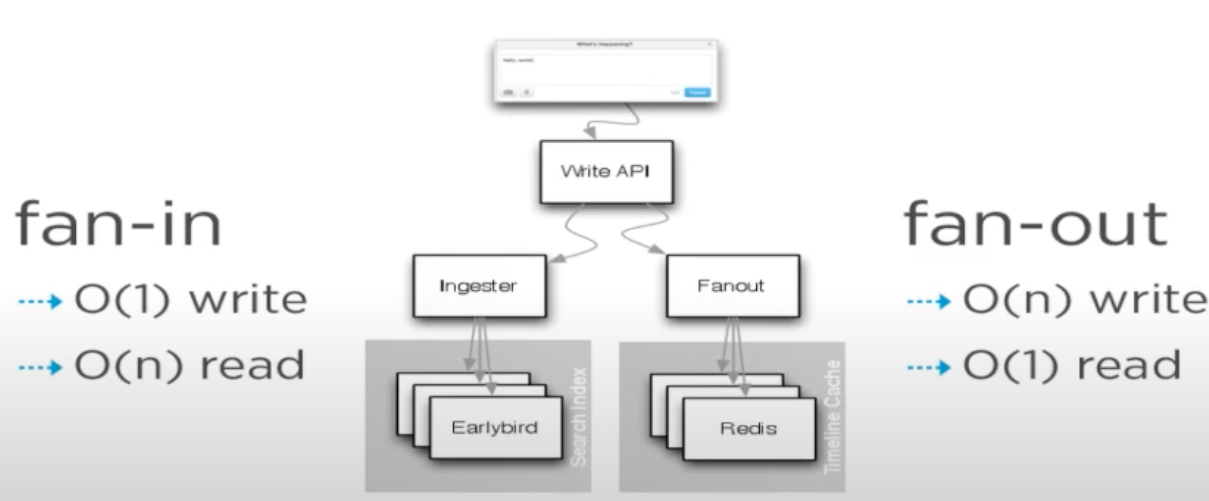 What's happening?
hello, world!
Tweet
Write API
fan-in
O(1) write
O(n) read
Ingester
Earlybird
Search Index
Fanout
Redis
Timeline Cache
fan-out
O(n) write
O(1) read